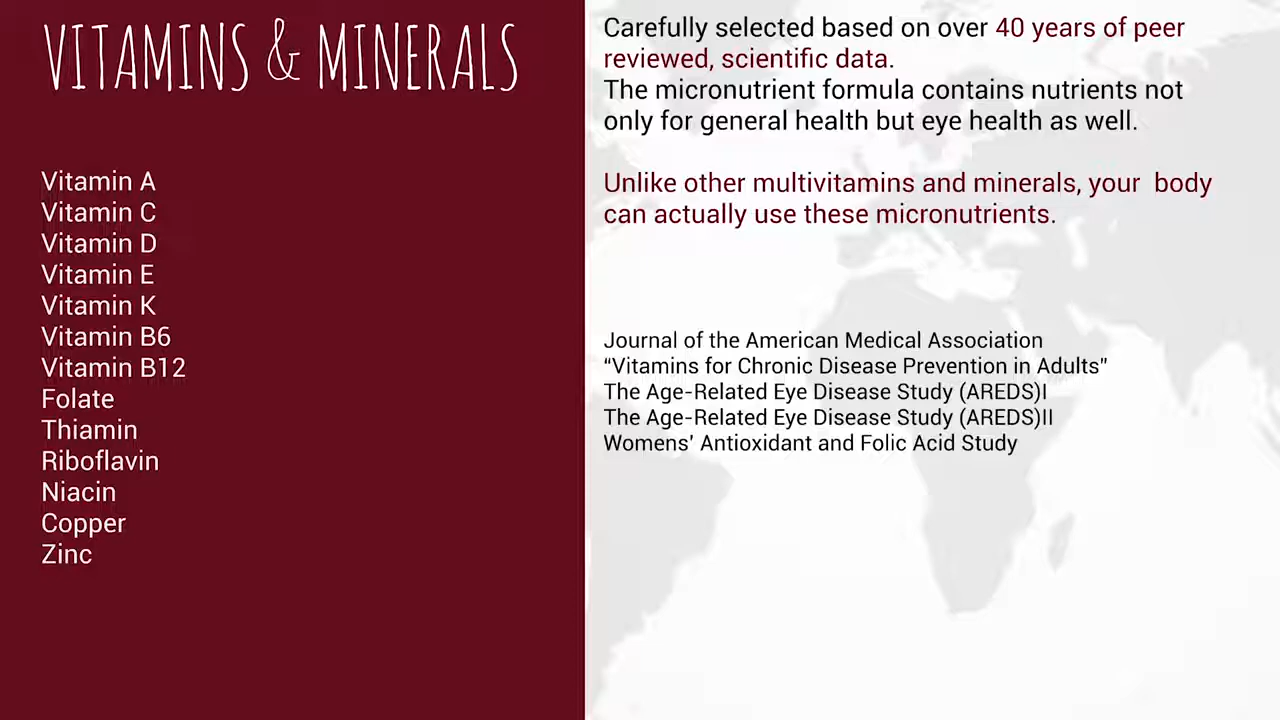 VITAMINS & MINERALS
Vitamin A
Vitamin C
Vitamin D
Vitamin E
Vitamin K
Vitamin B6
Vitamin B12
Folate
Thiamin
Riboflavin
Niacin
Copper
Zinc
Carefully selected based on over 40 years of peer
reviewed, scientific data.
The micronutrient formula contains nutrients not
only for general health but eye health as well.
Unlike other multivitamins and minerals, your  body
can actually use these micronutrients.
Journal of the American Medical Association
“Vitamins for Chronic Disease Prevention in Adults”
The Age-Related Eye Disease Study (AREDS)I
The Age-Related Eye Disease Study (AREDS)II
Womens’ Antioxidant and Folic Acid Study